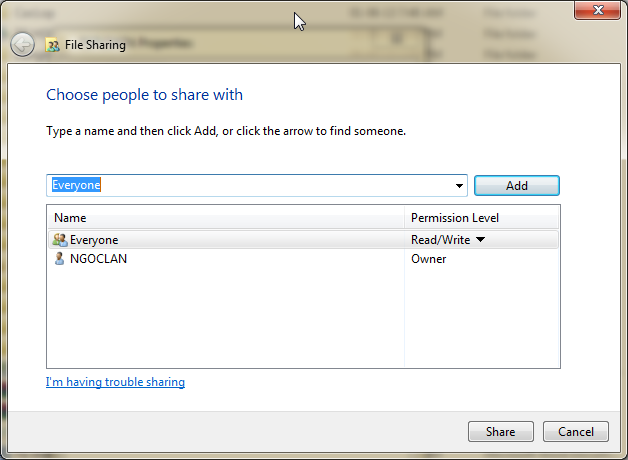 File Sharing
Choose people to share with
Type a name and then click Add, or click the arrow to find someone.
Everyone
Add
Name Permission Level
Everyone Read/Write
NGOCLAN Owner
I'm having trouble sharing
Share Cancel